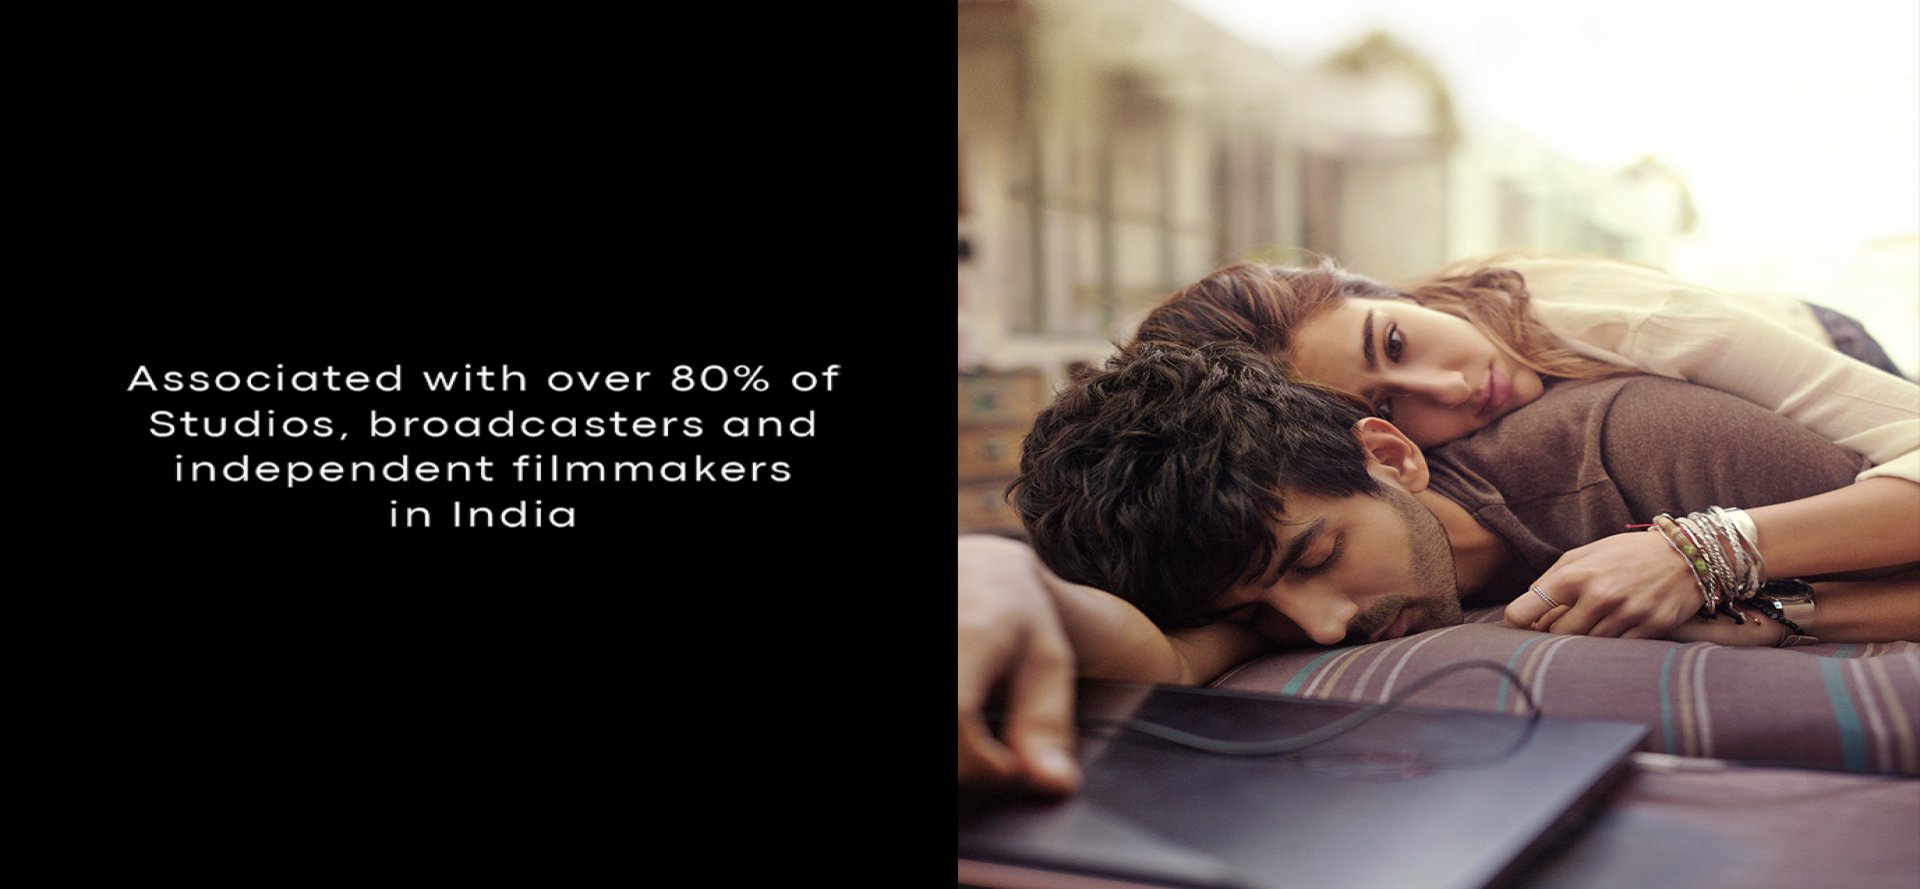 Associated with over 80% of
Studios, broadcasters and
independent filmmakers
in India